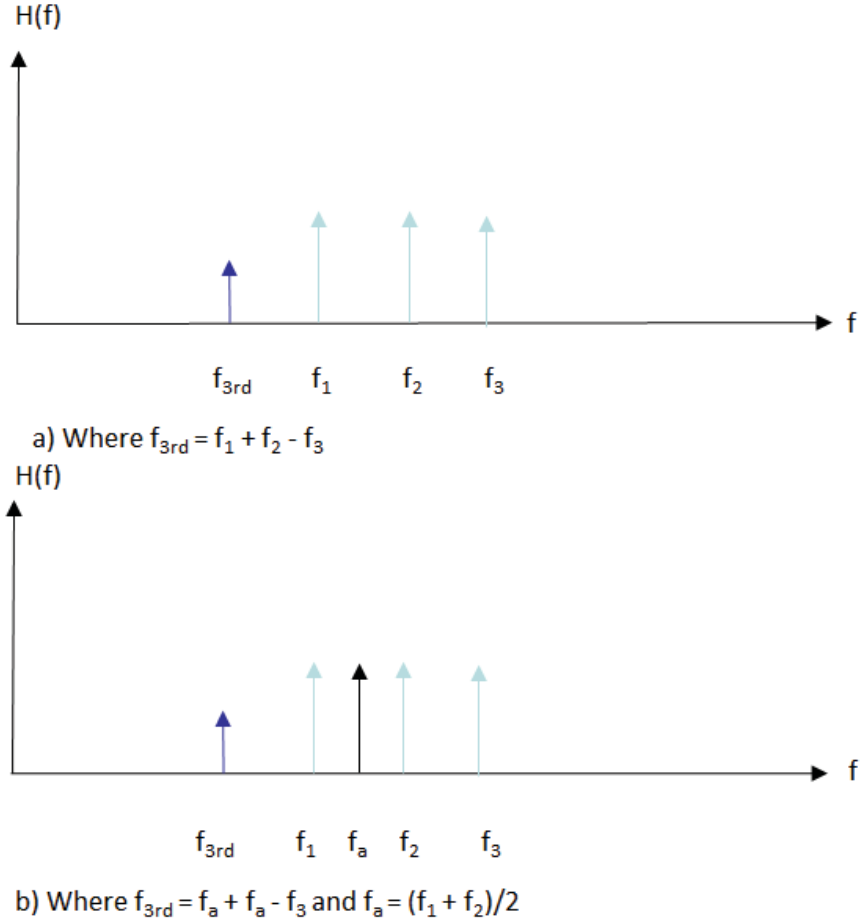 H(f)
f
f3rd f1 f2 f3
a) Where f3rd = f1 + f2 - f3
H(f)
f
f3rd f1 fa f2 f3
b) Where f3rd = fa + fa - f3 and fa = (f1 + f2)/2